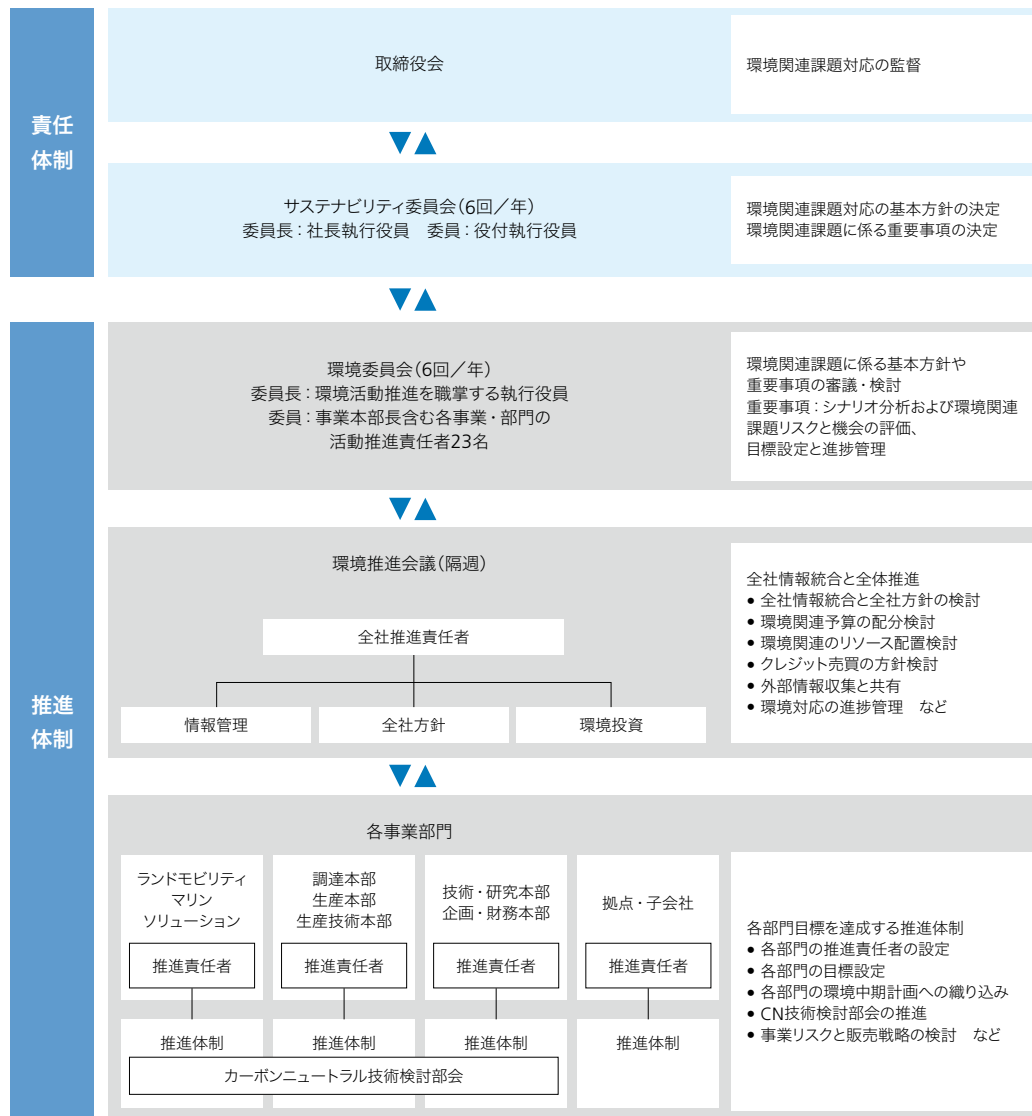 責任
体制
取締役会
環境関連課題対応の監督
サステナビリティ委員会(6回／年)
委員長：社長執行役員　委員：役付執行役員
環境関連課題対応の基本方針の決定
環境関連課題に係る重要事項の決定
推進
体制
環境委員会(6回／年)
委員長：環境活動推進を職掌する執行役員
委員：事業本部長含む各事業・部門の
活動推進責任者23名
環境関連課題に係る基本方針や
重要事項の審議・検討
重要事項：シナリオ分析および環境関連
課題リスクと機会の評価、
目標設定と進捗管理
環境推進会議(隔週)
全社推進責任者
情報管理
全社方針
環境投資
全社情報統合と全体推進
● 全社情報統合と全社方針の検討
● 環境関連予算の配分検討
● 環境関連のリソース配置検討
● クレジット売買の方針検討
● 外部情報収集と共有
● 環境対応の進捗管理　など
各事業部門
ランドモビリティ
マリン
ソリューション
推進責任者
推進体制
調達本部
生産本部
生産技術本部
推進責任者
推進体制
技術・研究本部
企画・財務本部
推進責任者
推進体制
拠点・子会社
推進責任者
推進体制
カーボンニュートラル技術検討部会
各部門目標を達成する推進体制
● 各部門の推進責任者の設定
● 各部門の目標設定
● 各部門の環境中期計画への織り込み
● CN技術検討部会の推進
● 事業リスクと販売戦略の検討　など